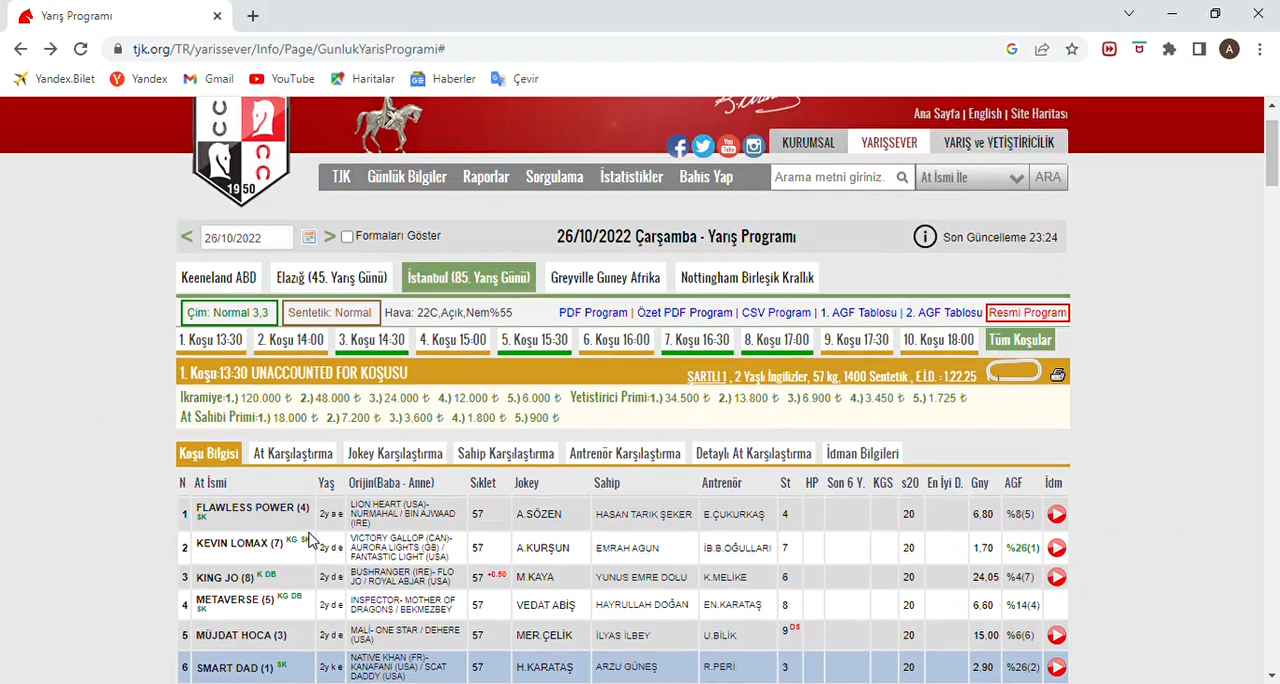 Yarış Programı
tjk.org/TR/yarissever/Info/Page/GunlukYarisProgrami#
A
Yandex.Bilet Yandex Gmail YouTube Haritalar Haberler Çevir
1950
Ana Sayfa | English | Site Haritası
KURUMSAL YARIŞSEVER YARIŞ ve YETİŞTİRİCİLİK
TJK Günlük Bilgiler Raporlar Sorgulama İstatistikler Bahis Yap Arama metni giriniz. At İsmi İle ARA
< 26/10/2022 > Formaları Göster 26/10/2022 Çarşamba - Yarış Programı Son Güncelleme 23:24
Keeneland ABD Elazığ (45. Yarış Günü) İstanbul (85. Yarış Günü) Greyville Guney Afrika Nottingham Birleşik Krallık
Çim: Normal 3,3 Sentetik: Normal Hava: 22C,Açık,Nem%55 PDF Program | Özet PDF Program | CSV Program | 1. AGF Tablosu | 2. AGF Tablosu Resmi Program
1. Koşu 13:30 2. Koşu 14:00 3. Koşu 14:30 4. Koşu 15:00 5. Koşu 15:30 6. Koşu 16:00 7. Koşu 16:30 8. Koşu 17:00 9. Koşu 17:30 10. Koşu 18:00 Tüm Koşular
1. Koşu:13:30 UNACCOUNTED FOR KOŞUSU ŞARTLI 1 , 2 Yaşlı İngilizler, 57 kg, 1400 Sentetik , E.İ.D. : 1.22.25
Ikramiye:1.) 120.000 ₺ 2.) 48.000 ₺ 3.) 24.000 ₺ 4.) 12.000 ₺ 5.) 6.000 ₺ Yetistirici Primi:1.) 34.500 ₺ 2.) 13.800 ₺ 3.) 6.900 ₺ 4.) 3.450 ₺ 5.) 1.725 ₺
At Sahibi Primi:1.) 18.000 ₺ 2.) 7.200 ₺ 3.) 3.600 ₺ 4.) 1.800 ₺ 5.) 900 ₺
Koşu Bilgisi At Karşılaştırma Jokey Karşılaştırma Sahip Karşılaştırma Antrenör Karşılaştırma Detaylı At Karşılaştırma İdman Bilgileri
N At İsmi Yaş Orijin(Baba - Anne) Sıklet Jokey Sahip Antrenör St HP Son 6 Y. KGS s20 En İyi D. Gny AGF İdm
1 FLAWLESS POWER (4) SK 2y a e LION HEART (USA)- NURMAHAL / BIN AJWAAD (IRE) 57 A.SÖZEN HASAN TARIK ŞEKER E.ÇUKURKAŞ 4 20 6,80 %8(5)
2 KEVIN LOMAX (7) KG SK 2y d e VICTORY GALLOP (CAN)- AURORA LIGHTS (GB) / FANTASTIC LIGHT (USA) 57 A.KURŞUN EMRAH AGUN İB.B.OĞULLARI 7 20 1,70 %26(1)
3 KING JO (8) K DB 2y d e BUSHRANGER (IRE)- FLO JO / ROYAL ABJAR (USA) 57 +0.50 M.KAYA YUNUS EMRE DOLU K.MELİKE 6 20 24,05 %4(7)
4 METAVERSE (5) KG DB SK 2y d e INSPECTOR- MOTHER OF DRAGONS / BEKMEZBEY 57 VEDAT ABİŞ HAYRULLAH DOĞAN EN.KARATAŞ 8 20 6,60 %14(4)
5 MÜJDAT HOCA (3) 2y d e MALİ- ONE STAR / DEHERE (USA) 57 MER.ÇELİK İLYAS İLBEY U.BİLİK 9 DS 20 15,00 %6(6)
6 SMART DAD (1) SK 2y k e NATIVE KHAN (FR)- KANAFANI (USA) / SCAT DADDY (USA) 57 H.KARATAŞ ARZU GÜNEŞ R.PERİ 3 20 2,90 %26(2)